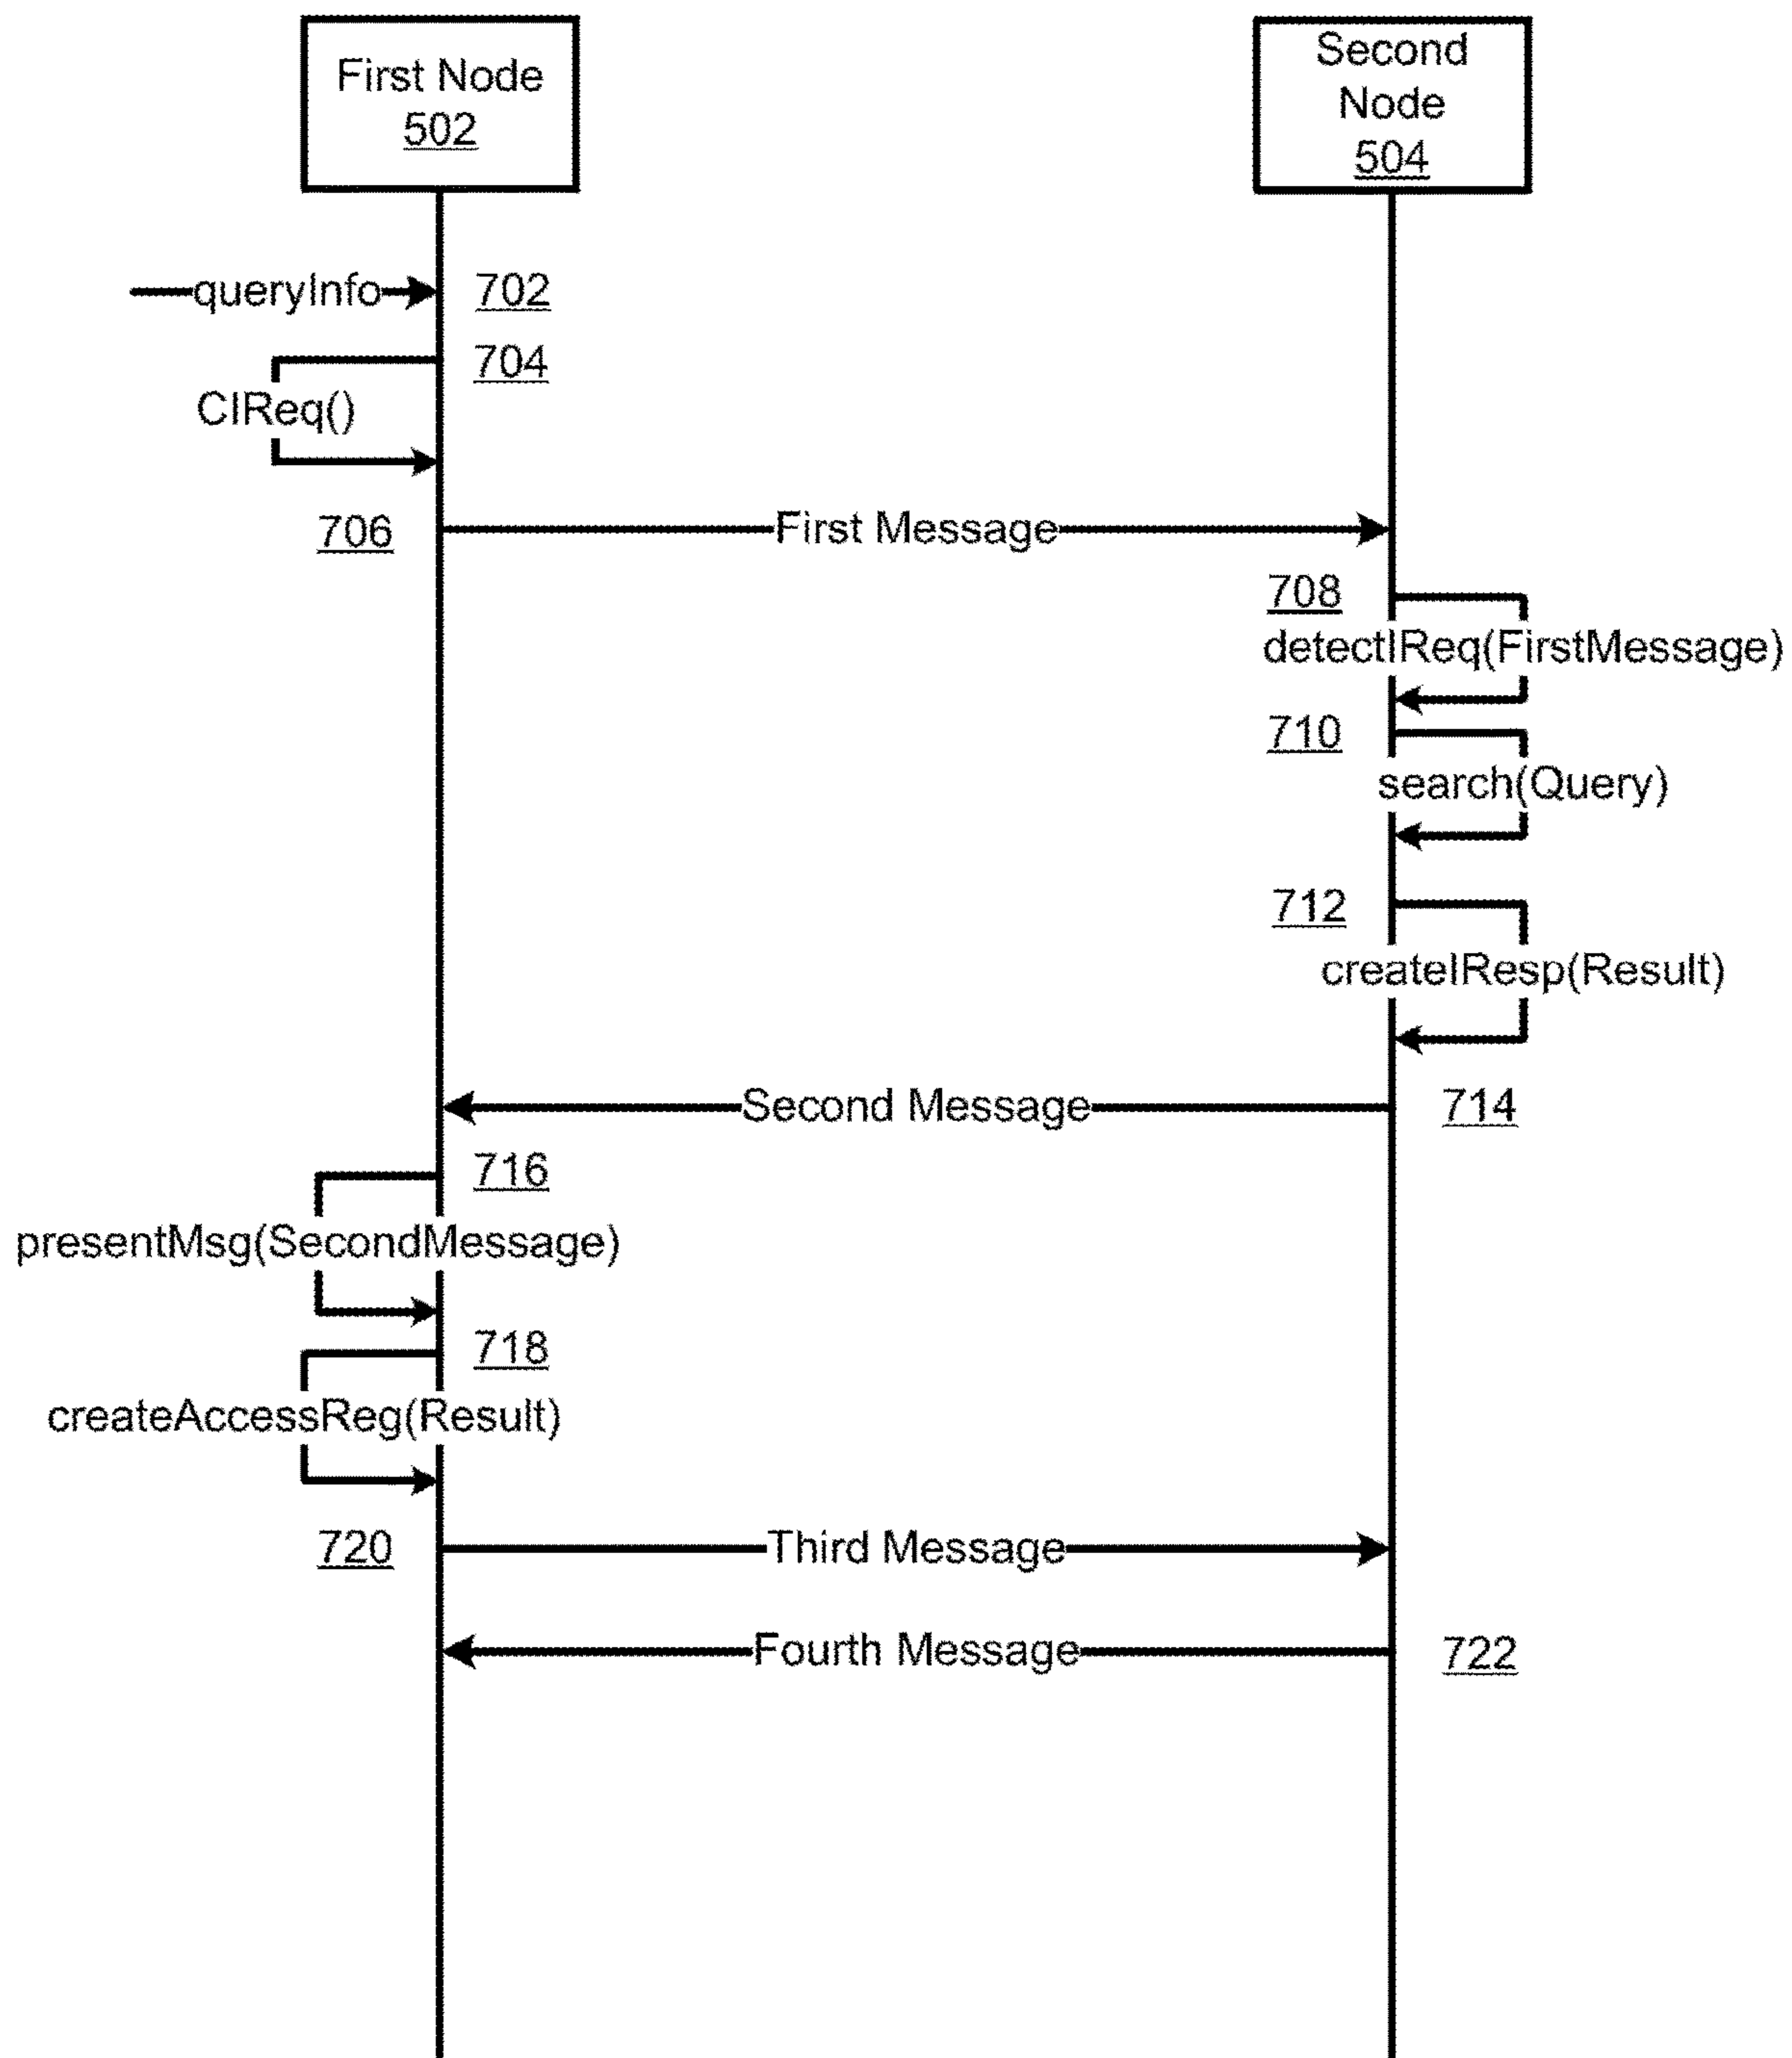 First Node
502
Second
Node
504
queryInfo
702
704
CIReq()
706
First Message
708
detectIReq(FirstMessage)
710
search(Query)
712
createIResp(Result)
Second Message
714
716
presentMsg(SecondMessage)
718
createAccessReg(Result)
720
Third Message
Fourth Message
722